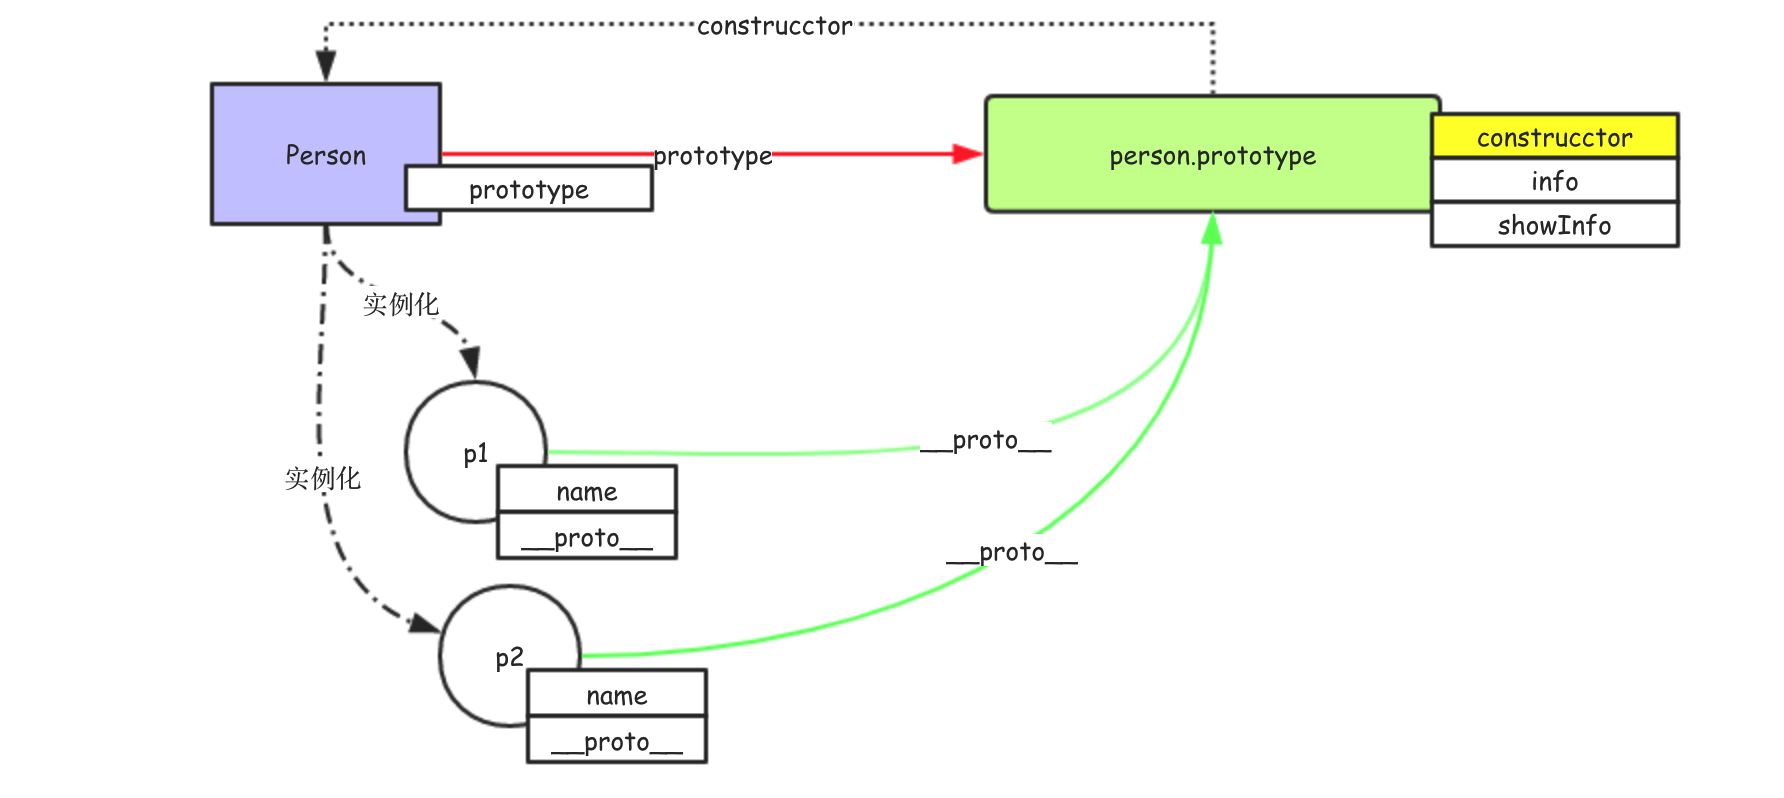 construcctor
Person
prototype
prototype
person.prototype
construcctor
info
showInfo
实例化
实例化
p1
name
__proto__
__proto__
__proto__
p2
name
__proto__